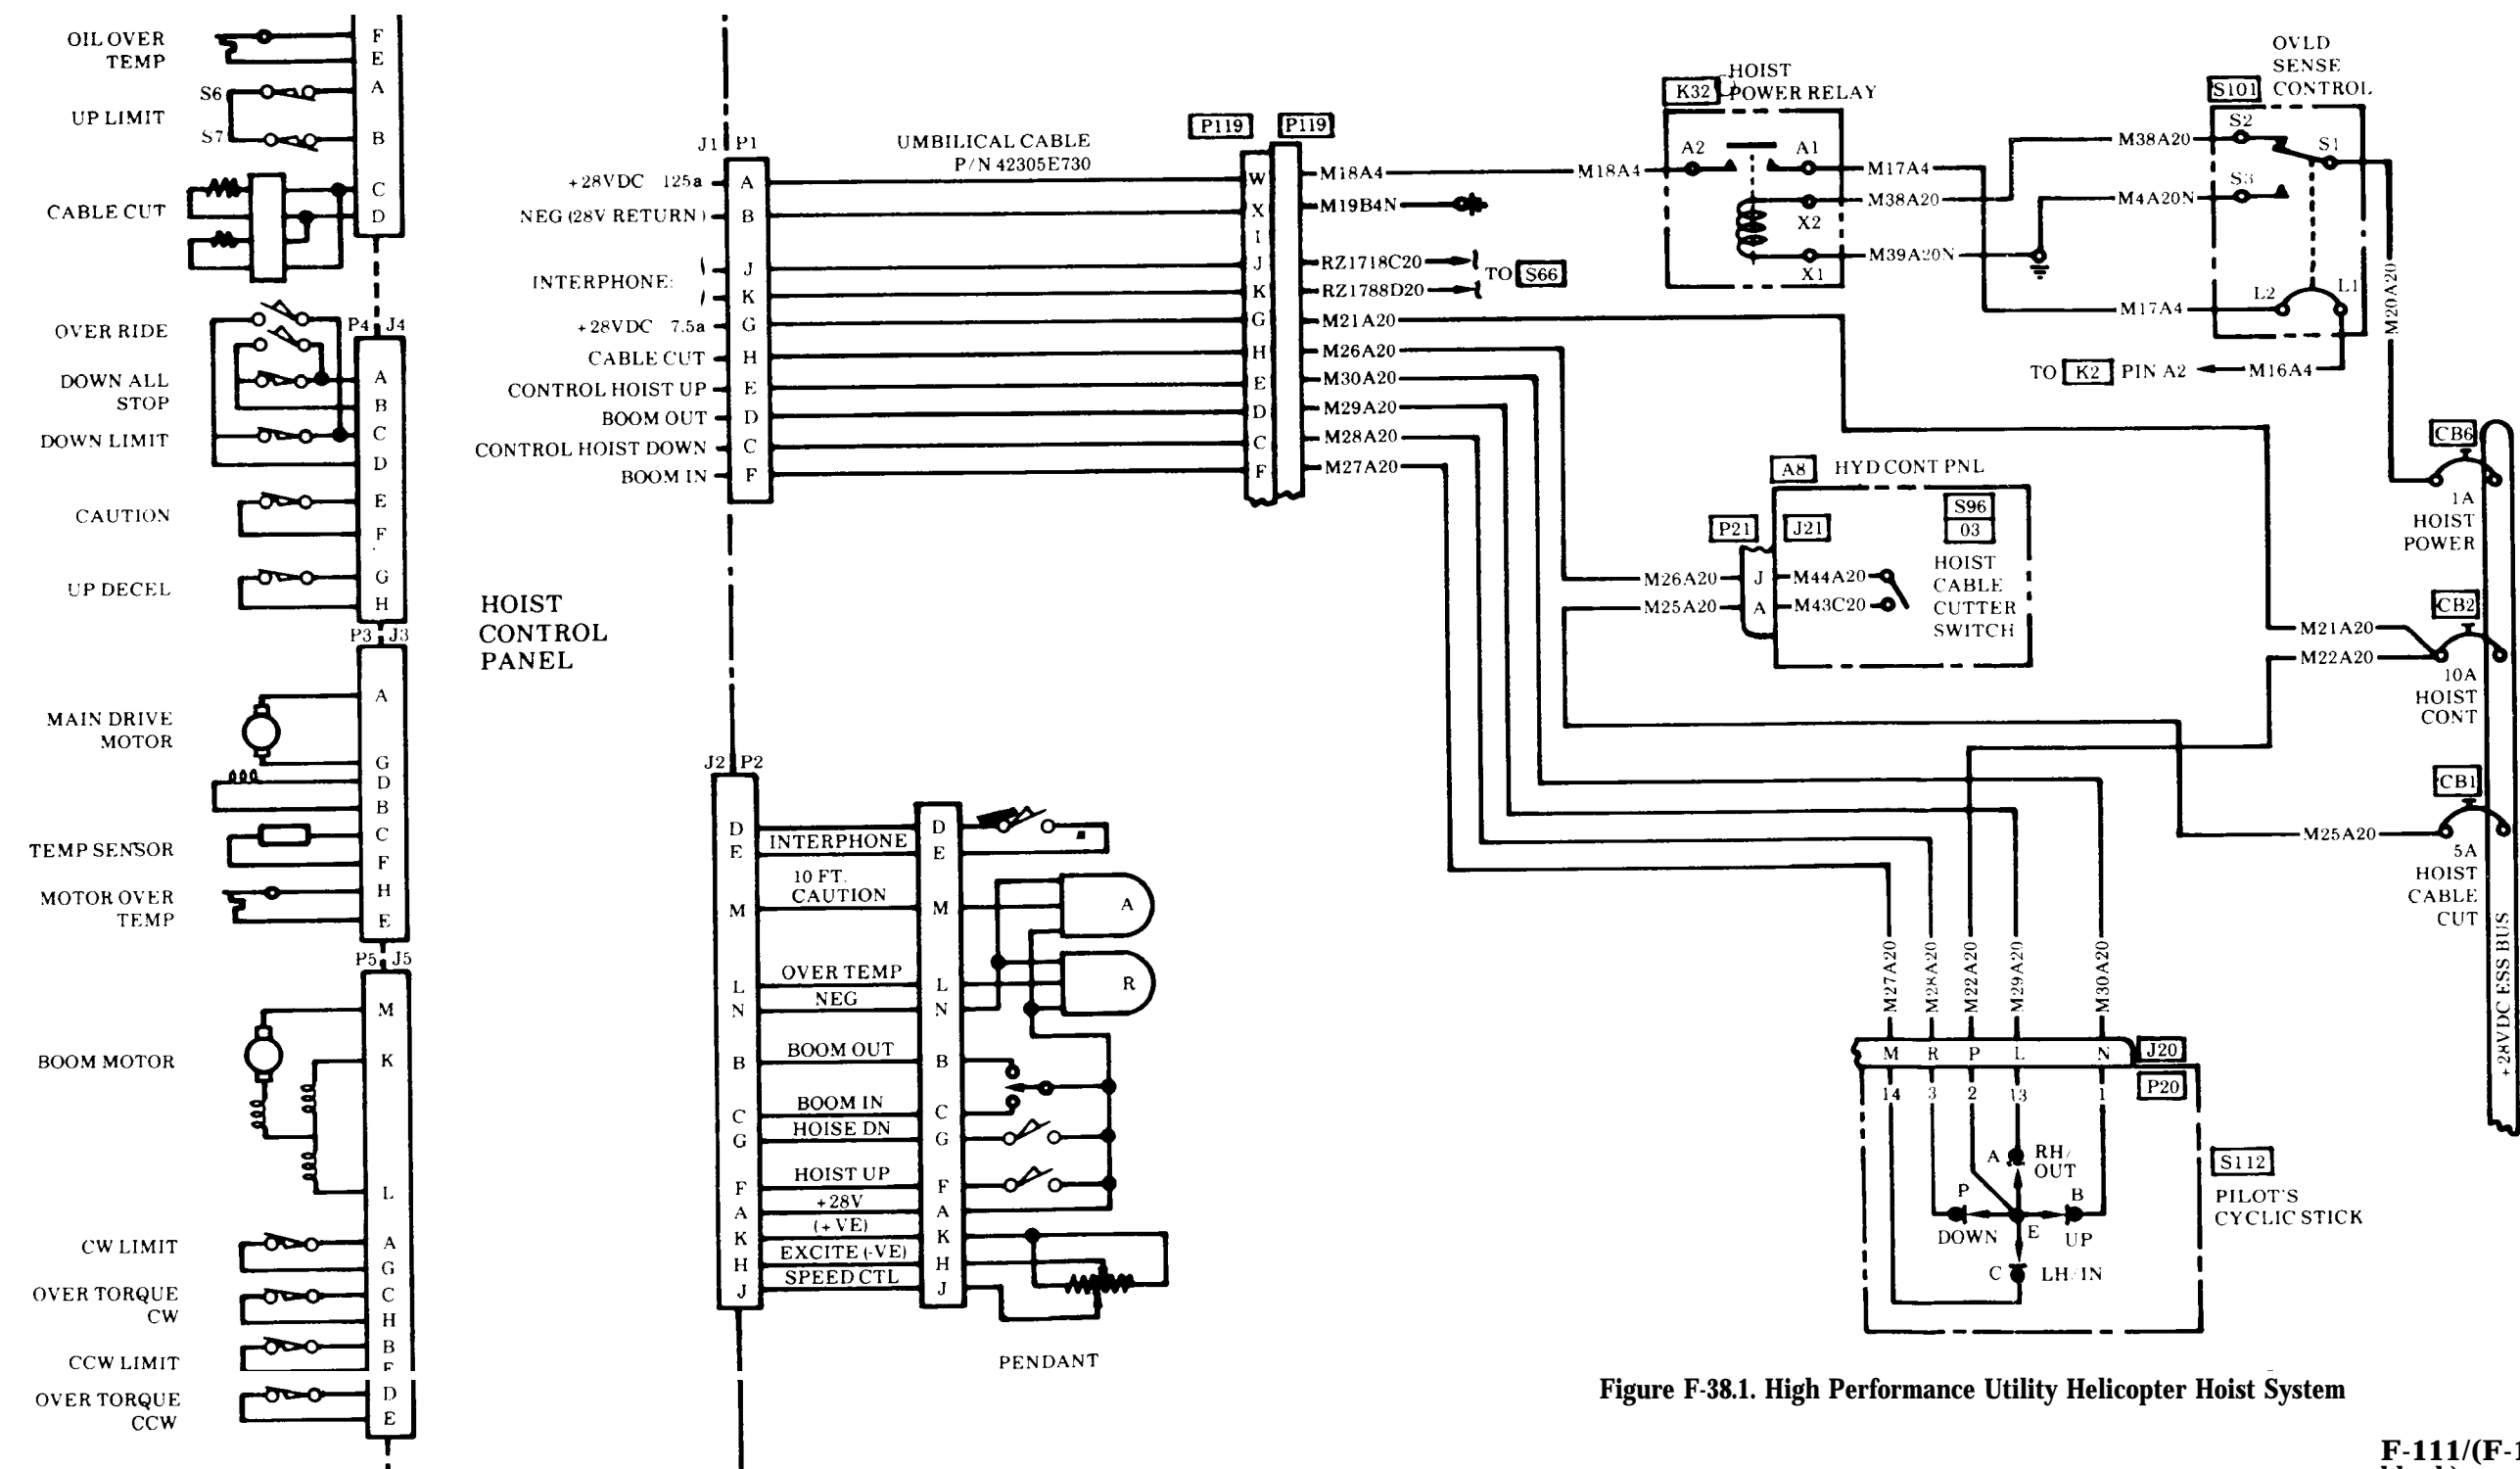 OIL OVER
TEMP
F
E
S6
UP LIMIT
S7
A
B
CABLE CUT
C
D
OVER RIDE
P4 J4
DOWN ALL
STOP
A
B
DOWN LIMIT
C
D
CAUTION
E
F
UP DECEL
G
H
P3 J3
MAIN DRIVE
MOTOR
A
G
D
B
TEMP SENSOR
C
F
MOTOR OVER
TEMP
H
E
P5 J5
BOOM MOTOR
M
K
L
CW LIMIT
A
G
OVER TORQUE
CW
C
H
CCW LIMIT
B
OVER TORQUE
CCW
D
E
HOIST
CONTROL
PANEL
J1 P1
UMBILICAL CABLE
P/N 42305E730
P119 P119
+28VDC 125a A W M18A4 M18A4
NEG (28V RETURN) B X M19B4N
I
INTERPHONE:
J J RZ1718C20
K K RZ1788D20
TO S66
+28VDC 7.5a G G M21A20
CABLE CUT H H M26A20
CONTROL HOIST UP E E M30A20
BOOM OUT D D M29A20
CONTROL HOIST DOWN C C M28A20
BOOM IN F F M27A20
K32 HOIST
POWER RELAY
A2 A1
M17A4
M38A20
X2
M39A20N
X1
OVLD
SENSE
CONTROL
S101
M38A20 S2
S1
M4A20N S3
L2 L1
M17A4
M20A20
TO K2 PIN A2 M16A4
A8 HYD CONT PNL
P21 J21
S96
03
M26A20 J M44A20
M25A20 A M43C20
HOIST
CABLE
CUTTER
SWITCH
CB6
1A
HOIST
POWER
CB2
M21A20
M22A20
10A
HOIST
CONT
CB1
M25A20
5A
HOIST
CABLE
CUT
+28VDC ESS BUS
J2 P2
D INTERPHONE D
E E
10 FT.
CAUTION
M M A
OVER TEMP
L L R
NEG
N N
BOOM OUT
B B
BOOM IN
C C
HOISE DN
G G
HOIST UP
F F
+28V
A A
(+VE)
K K
EXCITE (-VE)
H H
SPEED CTL
J J
PENDANT
M27A20 M28A20 M22A20 M29A20 M30A20
M R P L N J20
14 3 2 13 1 P20
A RH/
OUT
P B
DOWN E UP
C LH/IN
S112
PILOT'S
CYCLIC STICK
Figure F-38.1. High Performance Utility Helicopter Hoist System